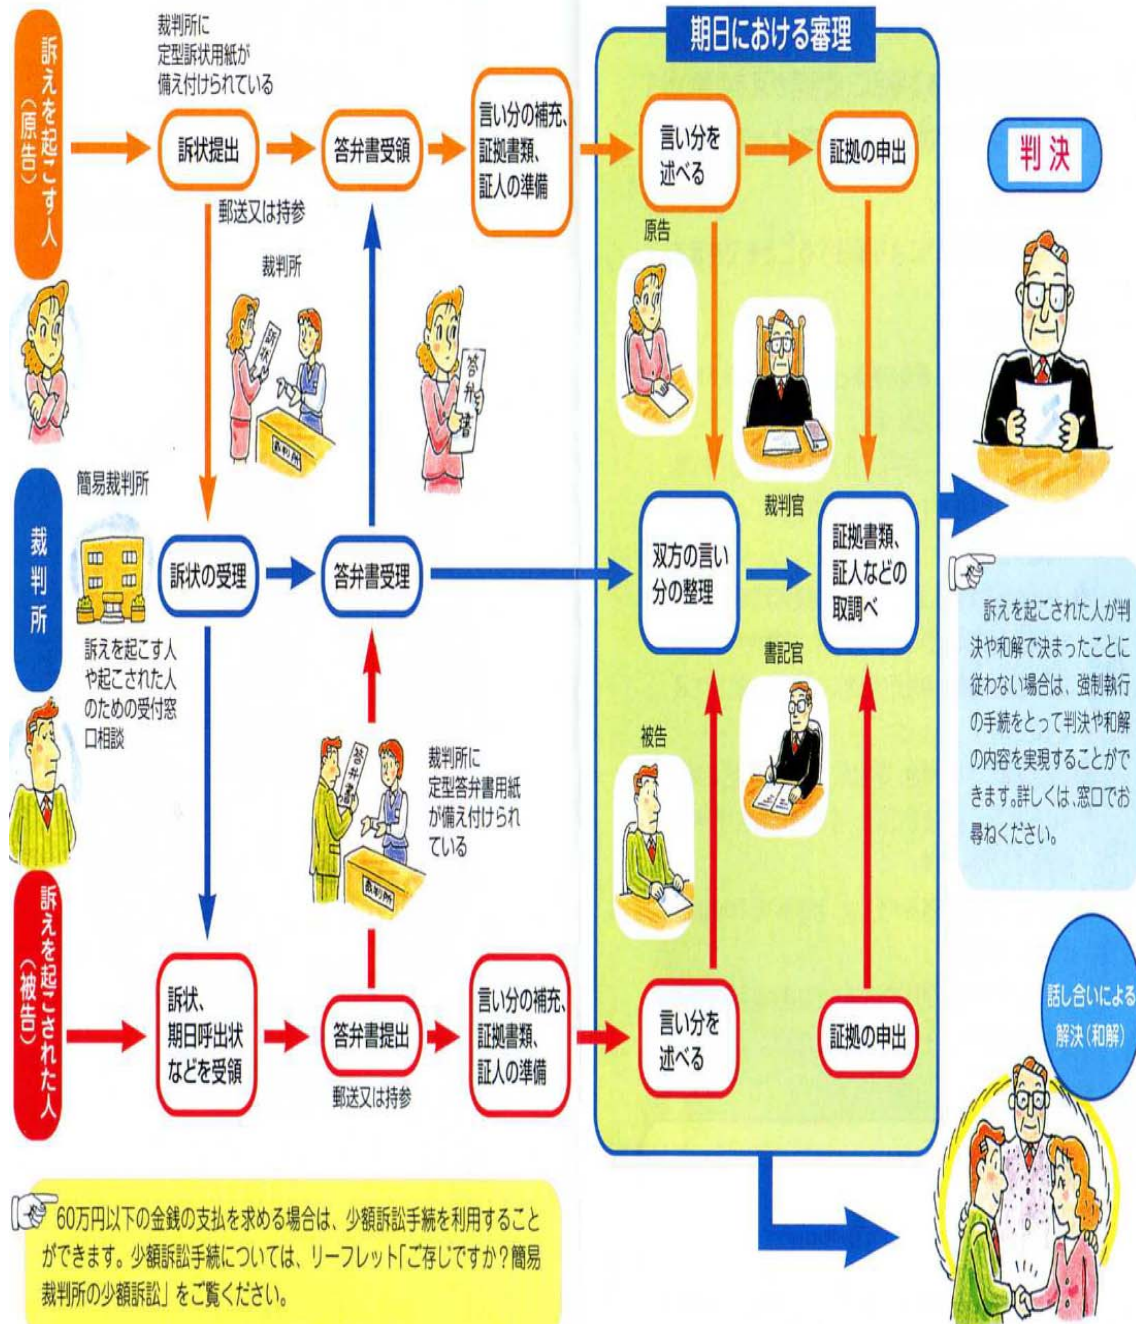 訴えを起こす人
（原告）
裁判所に
定型訴状用紙が
備え付けられている
訴状提出
答弁書受領
言い分の補充、
証拠書類、
証人の準備
郵送又は持参
裁判所
訴状
裁判所
答弁書
期日における審理
言い分を
述べる
証拠の申出
原告
裁判官
判決
裁判所
簡易裁判所
訴えを起こす人
や起こされた人
のための受付窓
口相談
訴状の受理
答弁書受理
双方の言い
分の整理
証拠書類、
証人などの
取調べ
書記官
被告
答弁書
裁判所
裁判所に
定型答弁書用紙
が備え付けられ
ている
訴えを起こされた人が判
決や和解で決まったことに
従わない場合は、強制執行
の手続をとって判決や和解
の内容を実現することがで
きます。詳しくは、窓口でお
尋ねください。
訴えを起こされた人
（被告）
訴状、
期日呼出状
などを受領
答弁書提出
郵送又は持参
言い分の補充、
証拠書類、
証人の準備
言い分を
述べる
証拠の申出
話し合いによる
解決（和解）
60万円以下の金銭の支払を求める場合は、少額訴訟手続を利用すること
ができます。少額訴訟手続については、リーフレット「ご存じですか？簡易
裁判所の少額訴訟」をご覧ください。